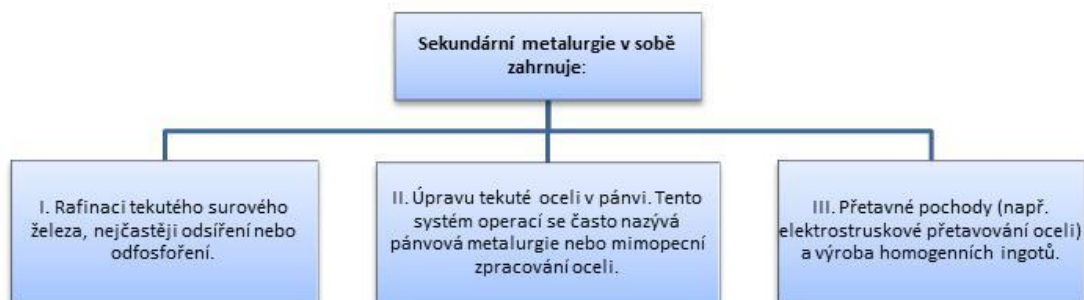 Sekundární metalurgie v sobě
zahrnuje:
I. Rafinaci tekutého surového
železa, nejčastěji odsíření nebo
odfosforení.
II. Úpravu tekuté oceli v pánvi. Tento
systém operací se často nazývá
pánvová metalurgie nebo mimopecní
zpracování oceli.
III. Přetavné pochody (např.
elektrostruskové přetavování oceli)
a výroba homogenních ingotů.